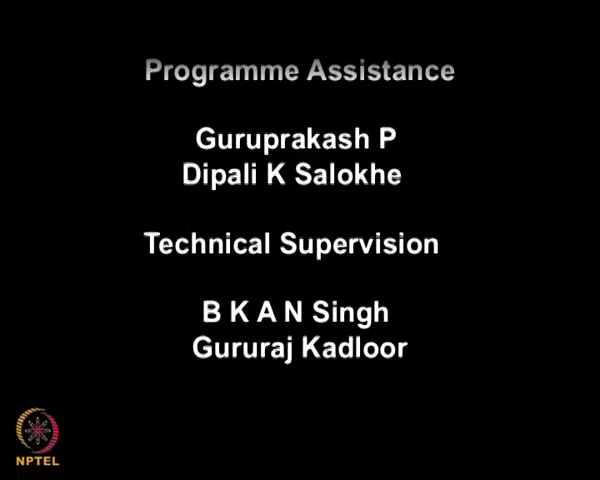 Programme Assistance
Guruprakash P
Dipali K Salokhe
Technical Supervision
B K A N Singh
Gururaj Kadloor
NPTEL